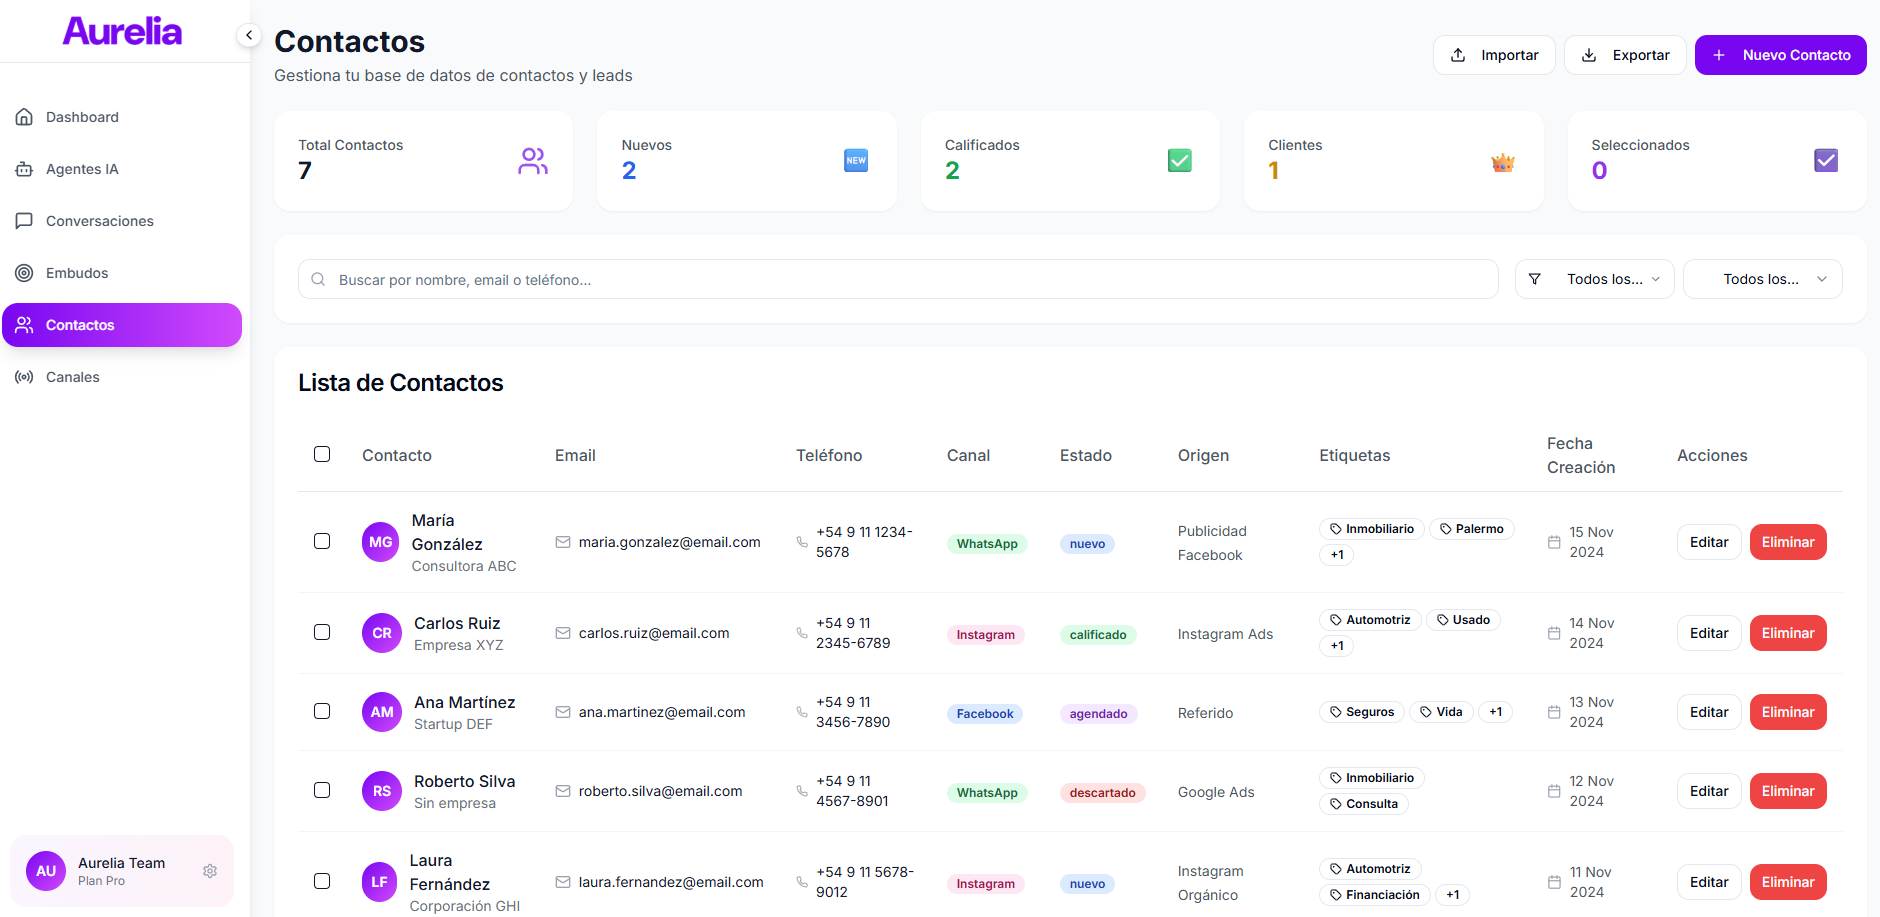 Aurelia
Dashboard
Agentes IA
Conversaciones
Embudos
Contactos
Canales
AU
Aurelia Team
Plan Pro
Contactos
Gestiona tu base de datos de contactos y leads
Importar
Exportar
Nuevo Contacto
Total Contactos
7
Nuevos
2
NEW
Calificados
2
Clientes
1
Seleccionados
0
Buscar por nombre, email o teléfono...
Todos los...
Todos los...
Lista de Contactos
Contacto
Email
Teléfono
Canal
Estado
Origen
Etiquetas
Fecha
Creación
Acciones
MG
María
González
Consultora ABC
maria.gonzalez@email.com
+54 9 11 1234-
5678
WhatsApp
nuevo
Publicidad
Facebook
Inmobiliario
Palermo
+1
15 Nov
2024
Editar
Eliminar
CR
Carlos Ruiz
Empresa XYZ
carlos.ruiz@email.com
+54 9 11
2345-6789
Instagram
calificado
Instagram Ads
Automotriz
Usado
+1
14 Nov
2024
Editar
Eliminar
AM
Ana Martínez
Startup DEF
ana.martinez@email.com
+54 9 11
3456-7890
Facebook
agendado
Referido
Seguros
Vida
+1
13 Nov
2024
Editar
Eliminar
RS
Roberto Silva
Sin empresa
roberto.silva@email.com
+54 9 11
4567-8901
WhatsApp
descartado
Google Ads
Inmobiliario
Consulta
12 Nov
2024
Editar
Eliminar
LF
Laura
Fernández
Corporación GHI
laura.fernandez@email.com
+54 9 11 5678-
9012
Instagram
nuevo
Instagram
Orgánico
Automotriz
Financiación
+1
11 Nov
2024
Editar
Eliminar